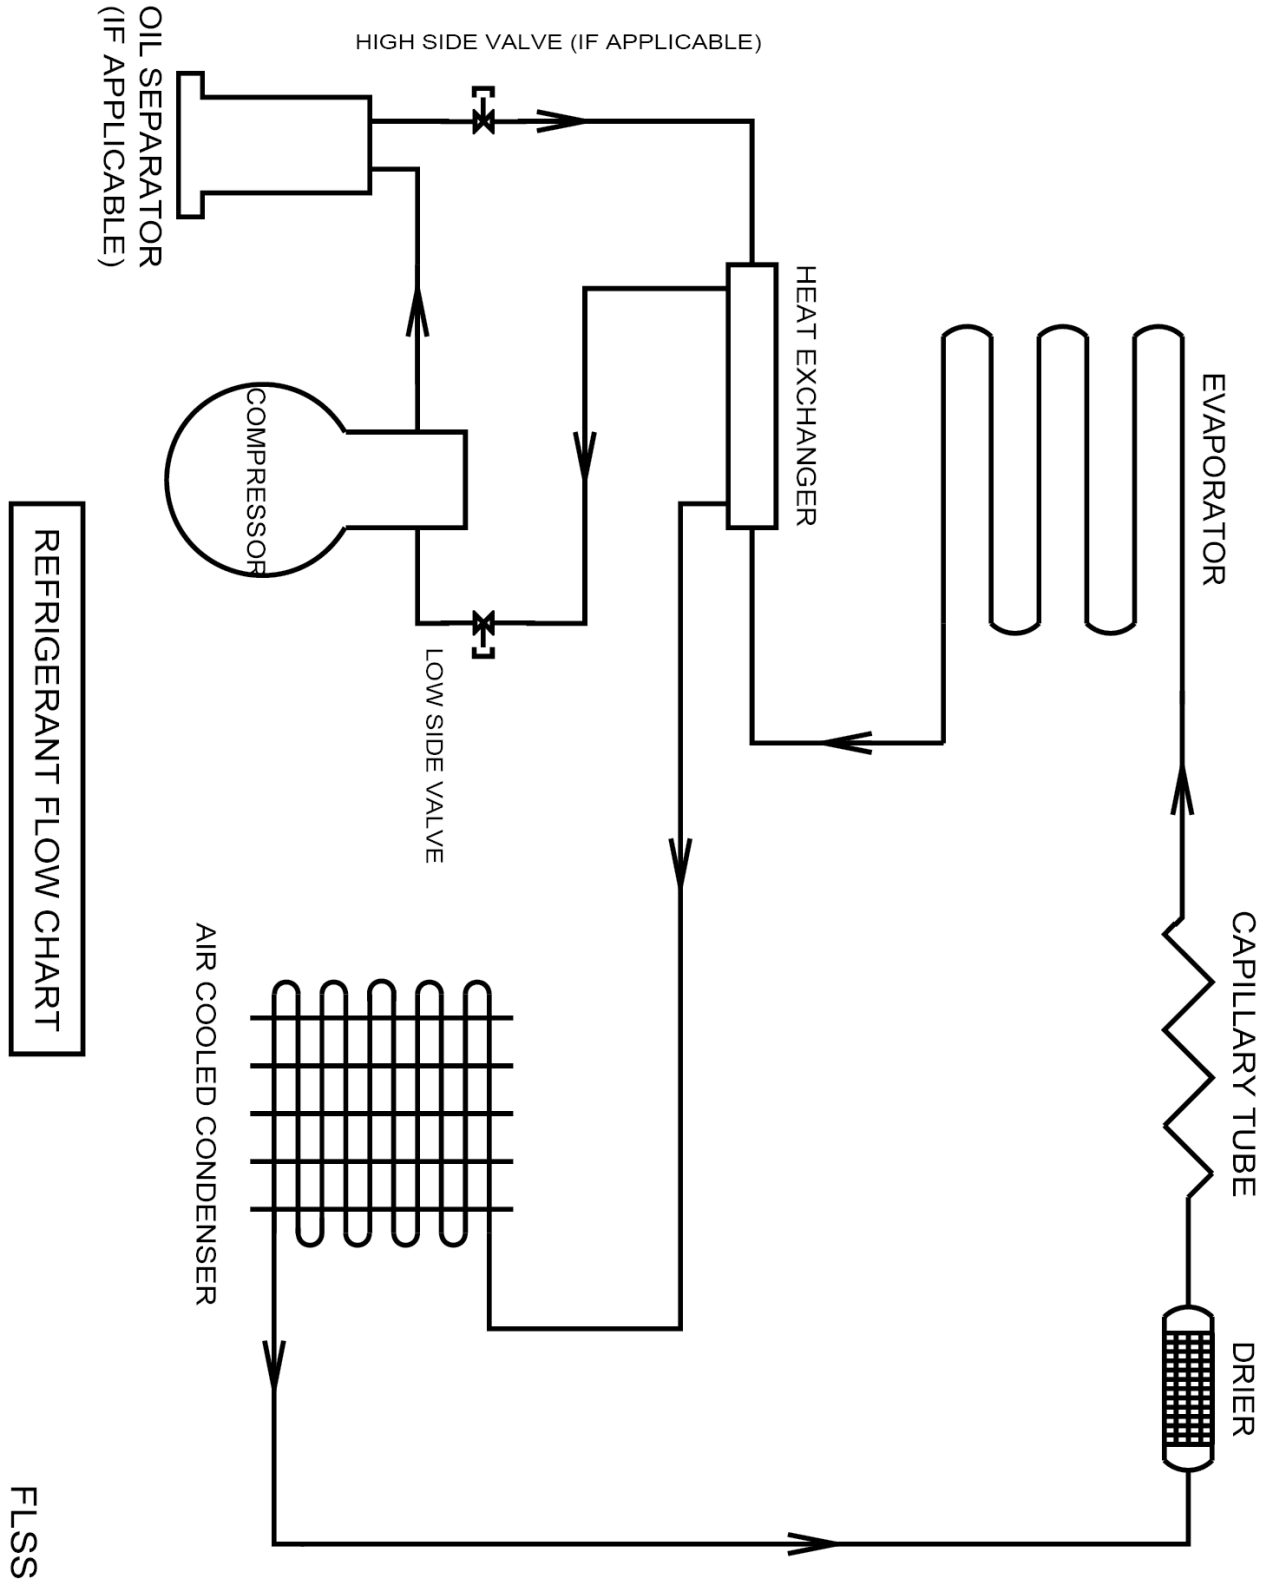 HIGH SIDE VALVE (IF APPLICABLE)
OIL SEPARATOR
(IF APPLICABLE)
HEAT EXCHANGER
EVAPORATOR
COMPRESSOR
LOW SIDE VALVE
CAPILLARY TUBE
AIR COOLED CONDENSER
DRIER
REFRIGERANT FLOW CHART
FLSS